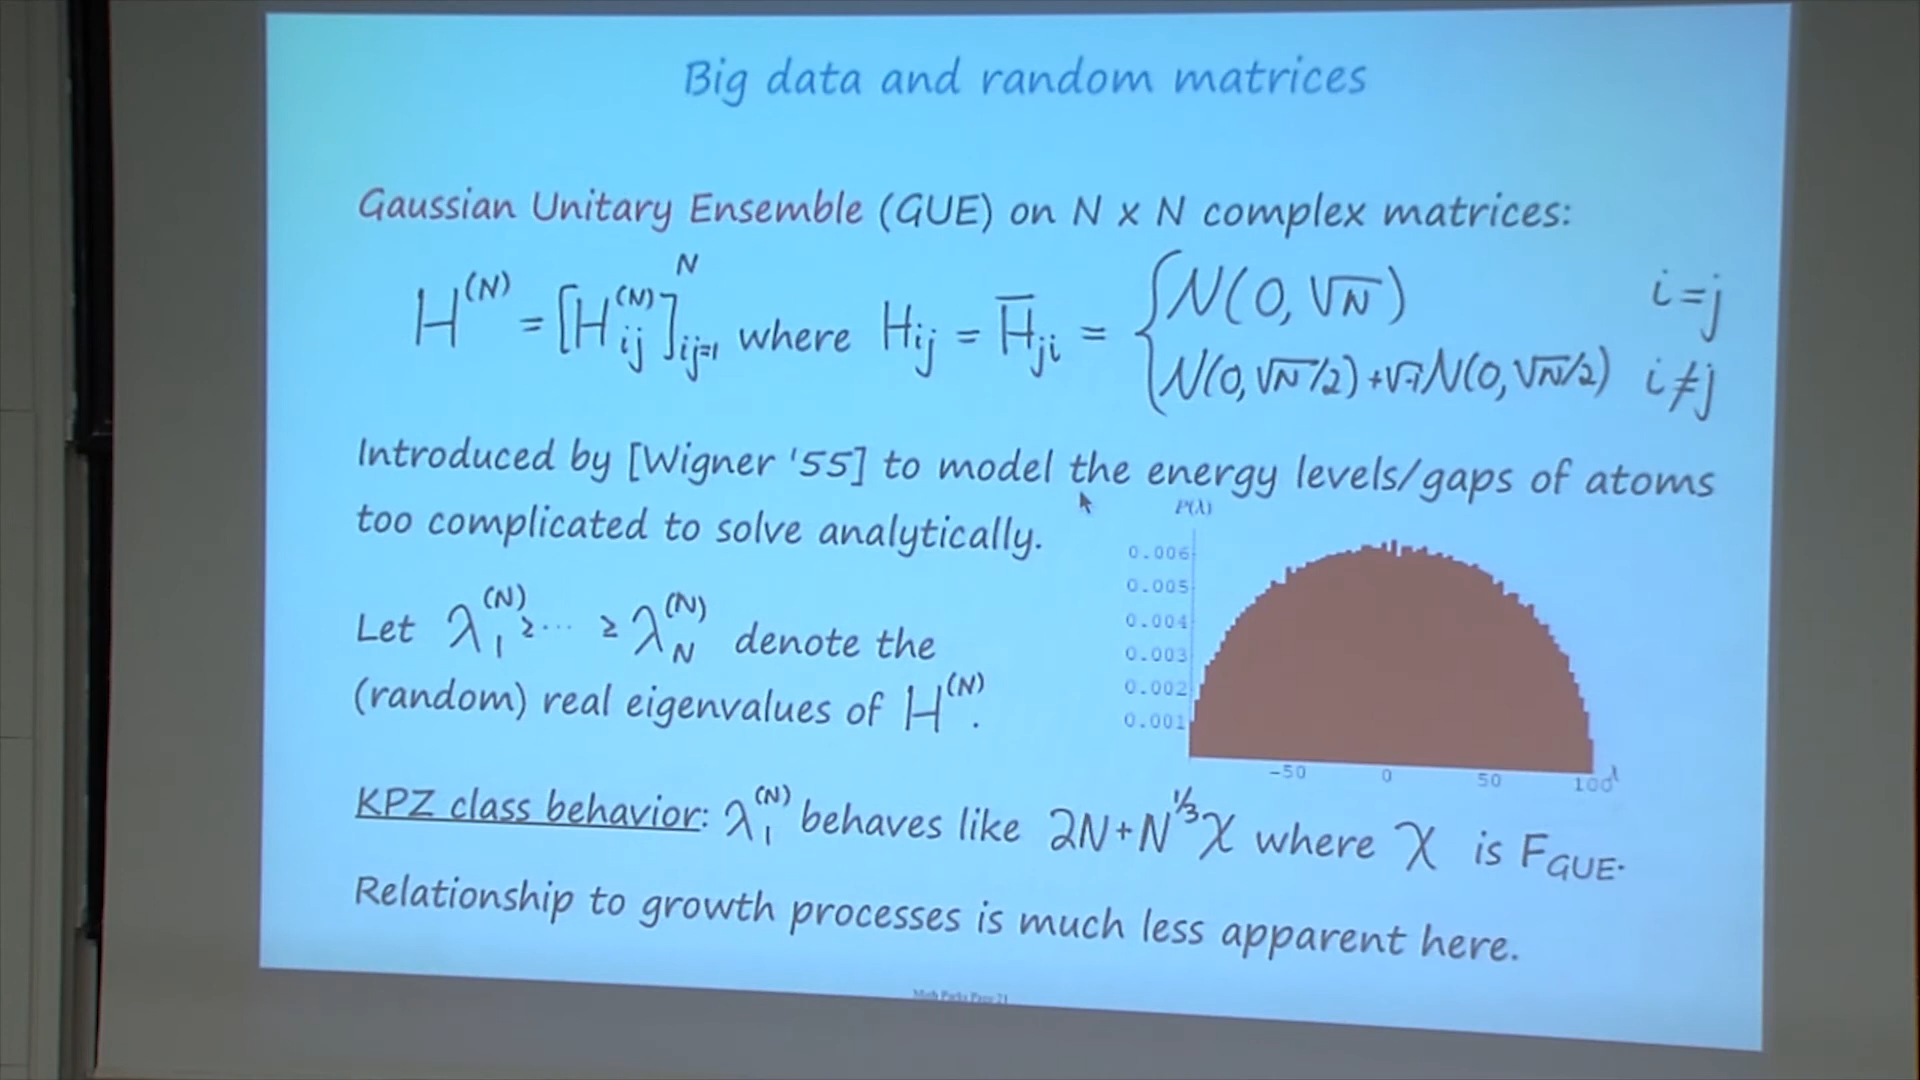 Big data and random matrices
Gaussian Unitary Ensemble (GUE) on N x N complex matrices:
H^(N) = [H_ij^(N)]_ij=1^N where H_ij = H̅_ji = { N(0, √N) i=j
N(0, √N/2) + √-1 N(0, √N/2) i≠j
Introduced by [Wigner '55] to model the energy levels/gaps of atoms
too complicated to solve analytically.
P(λ)
0.006
0.005
0.004
0.003
0.002
0.001
-50 0 50 100 λ
Let λ_1^(N) ≥ ... ≥ λ_N^(N) denote the
(random) real eigenvalues of H^(N).
KPZ class behavior: λ_1^(N) behaves like 2N + N^1/3 χ where χ is F_GUE.
Relationship to growth processes is much less apparent here.